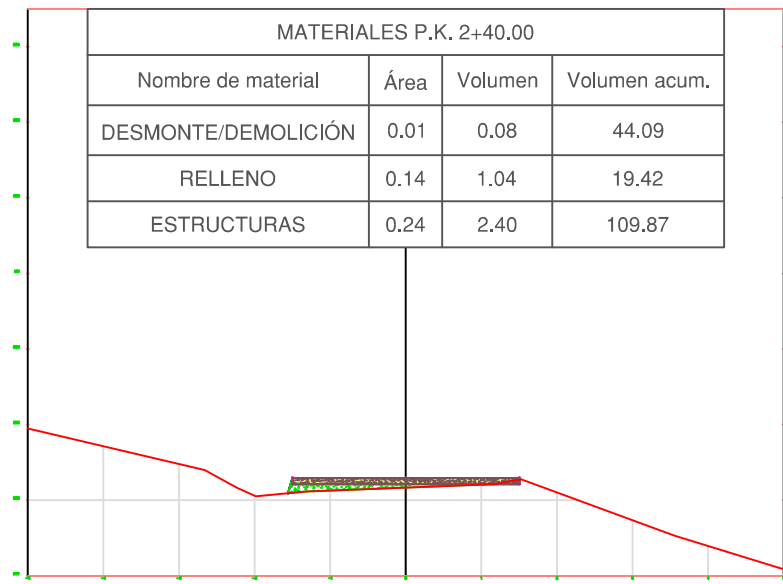 MATERIALES P.K. 2+40.00
Nombre de material Área Volumen Volumen acum.
DESMONTE/DEMOLICIÓN 0.01 0.08 44.09
RELLENO 0.14 1.04 19.42
ESTRUCTURAS 0.24 2.40 109.87